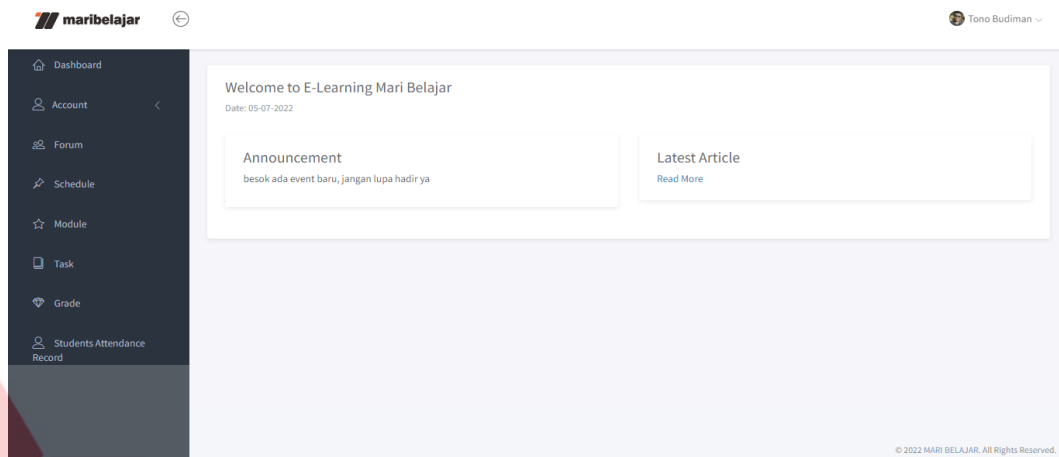 maribelajar
Tono Budiman
Dashboard
Account
Forum
Schedule
Module
Task
Grade
Students Attendance
Record
Welcome to E-Learning Mari Belajar
Date: 05-07-2022
Announcement
besok ada event baru, jangan lupa hadir ya
Latest Article
Read More
© 2022 MARI BELAJAR. All Rights Reserved.